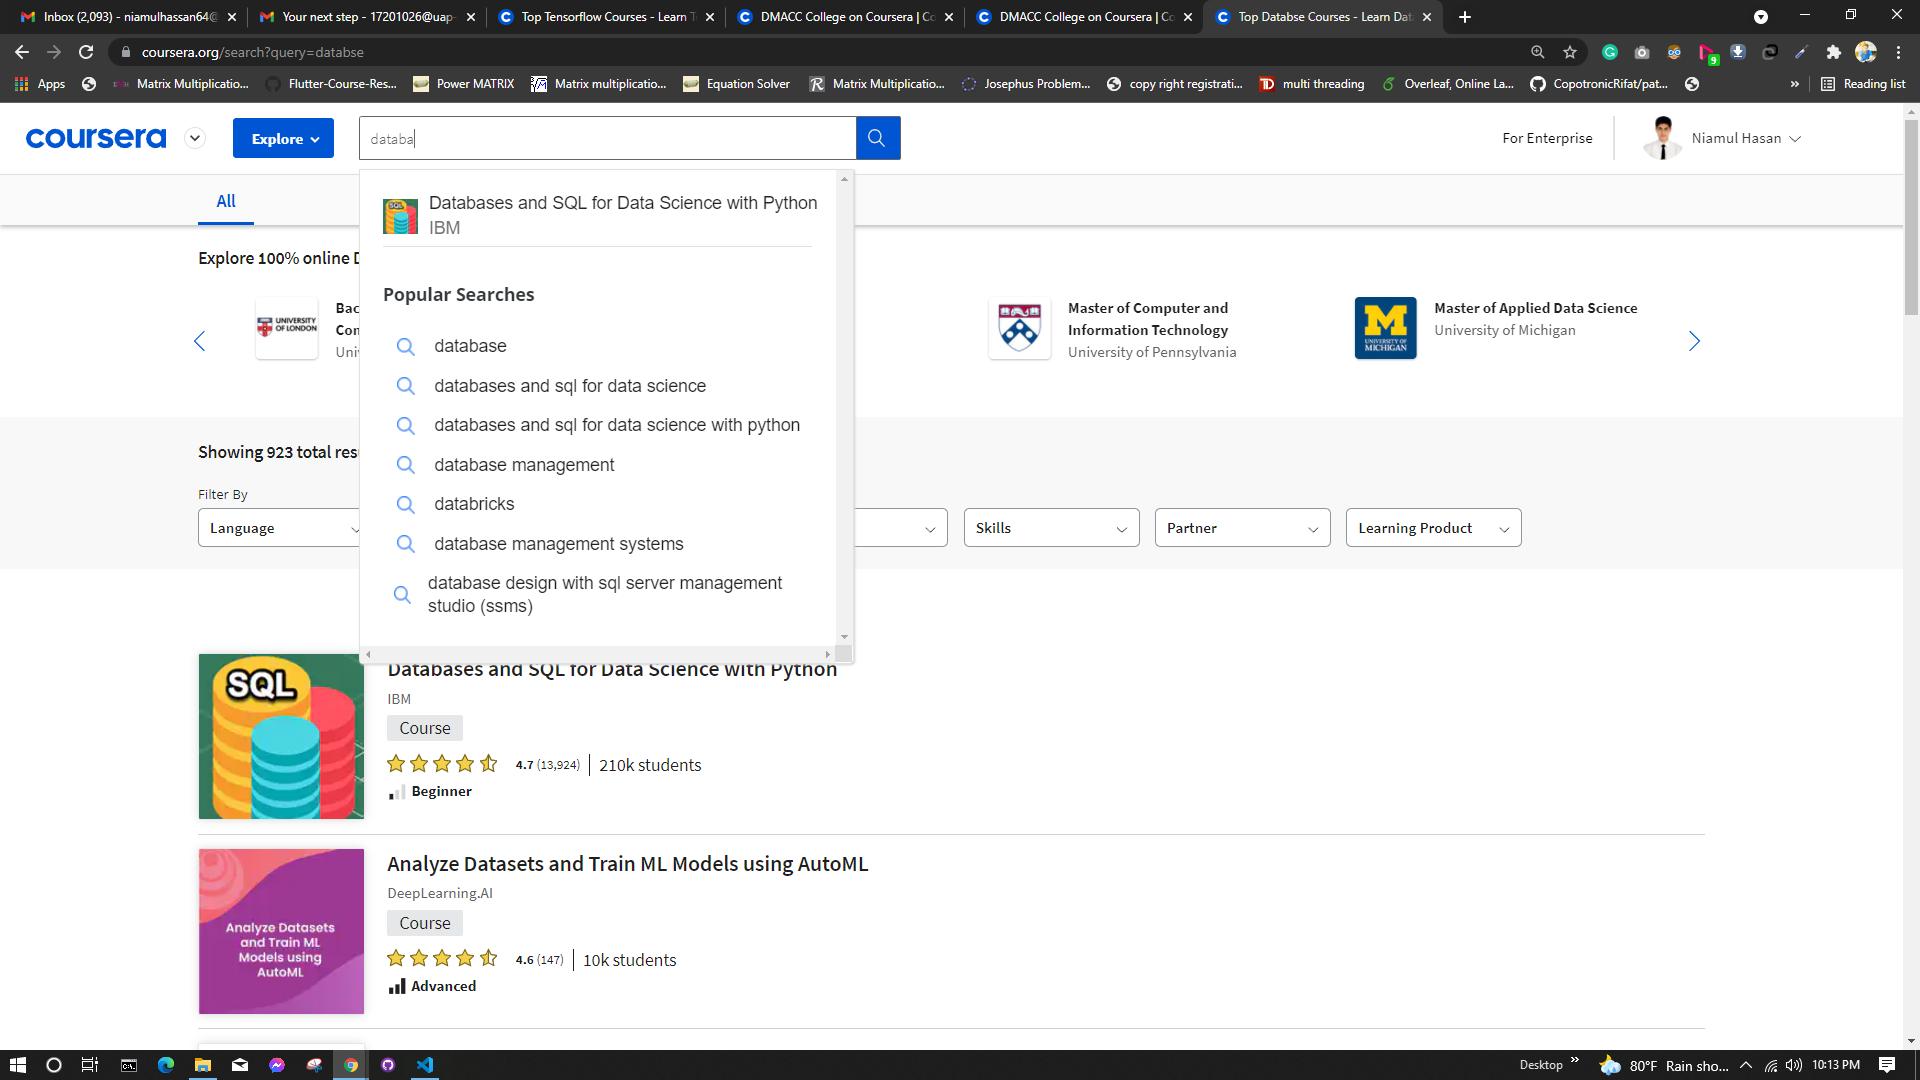 Inbox (2,093) - niamulhassan64@
Your next step - 17201026@uap-
Top Tensorflow Courses - Learn T
DMACC College on Coursera | Co
DMACC College on Coursera | Co
Top Databse Courses - Learn Dat
coursera.org/search?query=databse
9
Apps
Matrix Multiplicatio...
Flutter-Course-Res...
Power MATRIX
Matrix multiplicatio...
Equation Solver
R
Matrix Multiplicatio...
Josephus Problem...
copy right registrati...
TD
multi threading
Overleaf, Online La...
CopotronicRifat/pat...
»
Reading list
coursera
Explore
databa
For Enterprise
Niamul Hasan
All
Databases and SQL for Data Science with Python
IBM
Explore 100% online D
Popular Searches
database
databases and sql for data science
databases and sql for data science with python
database management
databricks
database management systems
database design with sql server management
studio (ssms)
UNIVERSITY
OF LONDON
Bac
Con
Uni
Master of Computer and
Information Technology
University of Pennsylvania
M
UNIVERSITY OF
MICHIGAN
Master of Applied Data Science
University of Michigan
Showing 923 total res
Filter By
Language
Skills
Partner
Learning Product
SQL
Databases and SQL for Data Science with Python
IBM
Course
4.7 (13,924)
210k students
Beginner
Analyze Datasets
and Train ML
Models using
AutoML
Analyze Datasets and Train ML Models using AutoML
DeepLearning.AI
Course
4.6 (147)
10k students
Advanced
Desktop
»
80°F
Rain sho...
10:13 PM